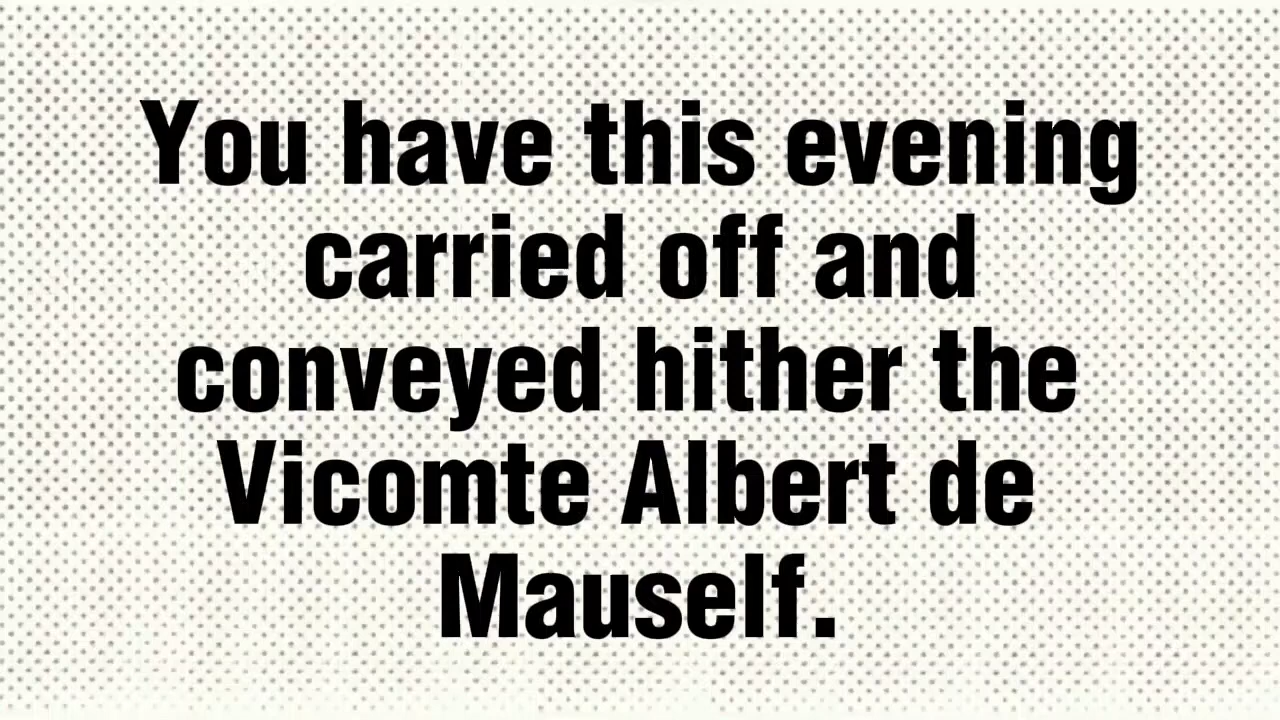 You have this evening
carried off and
conveyed hither the
Vicomte Albert de
Mauself.